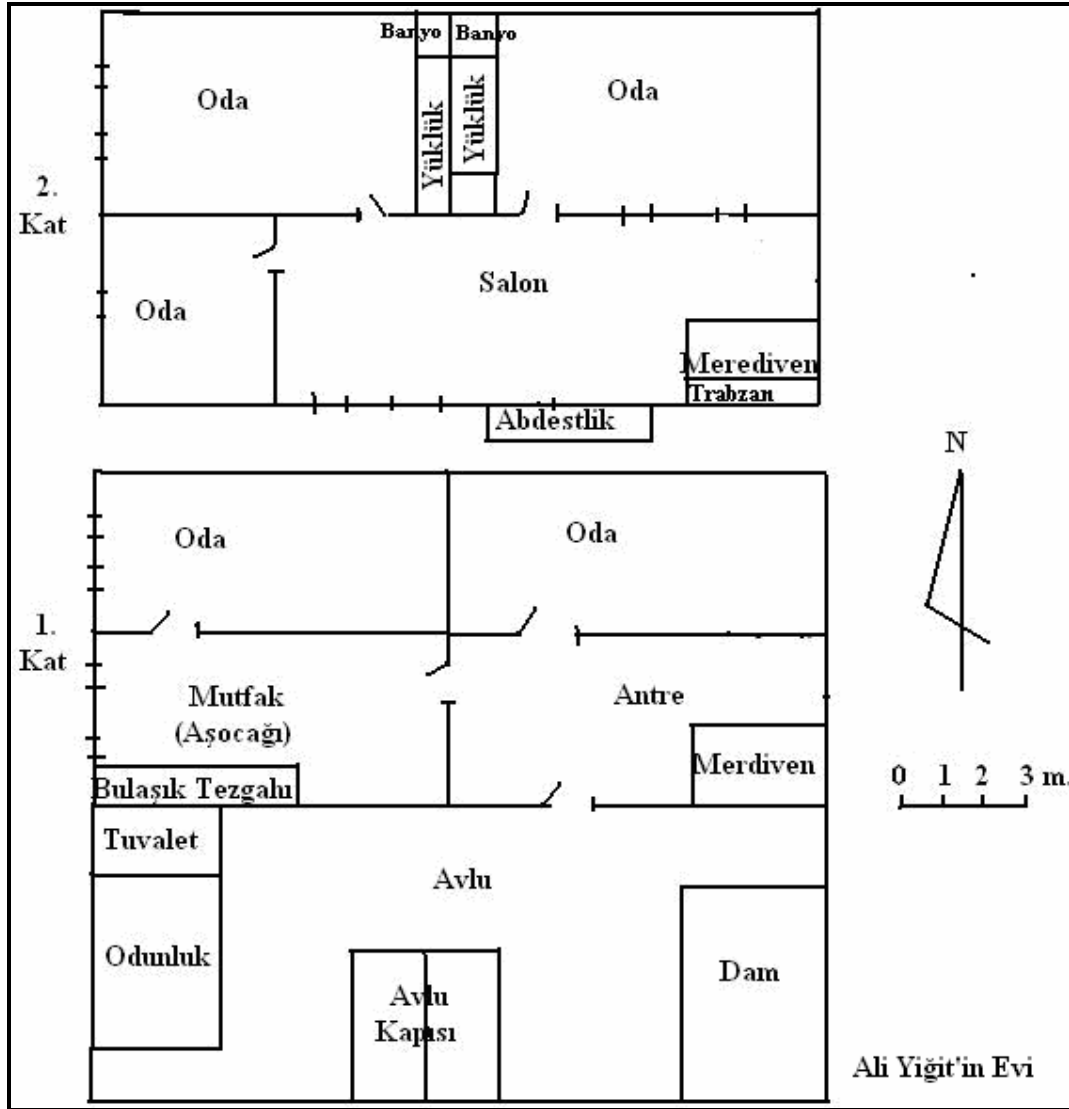 Banyo Banyo
Oda
Yüklük
Yüklük
Oda
2.
Kat
Oda
Salon
Merediven
Trabzan
Abdestlik
N
Oda
Oda
1.
Kat
Mutfak
(Aşocağı)
Antre
Bulaşık Tezgahı
Merdiven
0 1 2 3 m.
Tuvalet
Avlu
Odunluk
Avlu
Kapısı
Dam
Ali Yiğit'in Evi